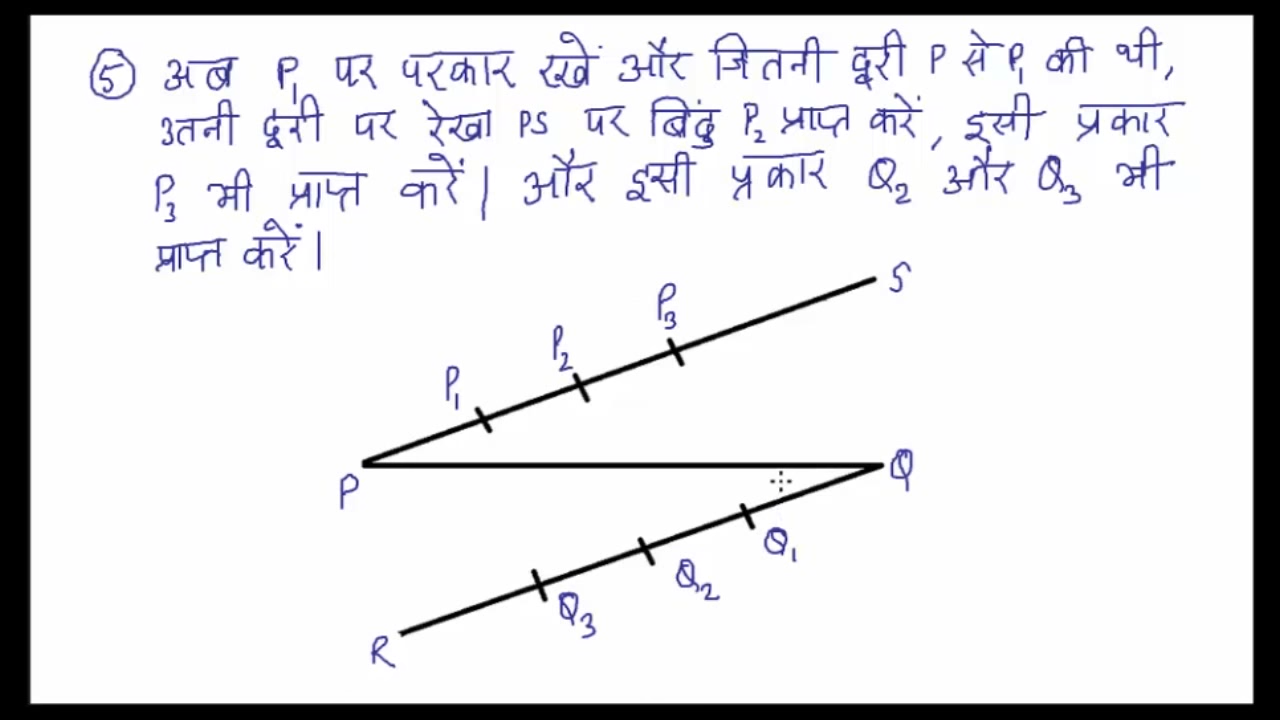 ⑤ अब P₁ पर परकार रखें और जितनी दूरी P से P₁ की थी,
उतनी दूरी पर रेखा PS पर बिंदु P₂ प्राप्त करें, इसी प्रकार
P₃ भी प्राप्त करें। और इसी प्रकार Q₂ और Q₃ भी
प्राप्त करें।
S
P₃
P₂
P₁
P
Q
Q₁
Q₂
Q₃
R